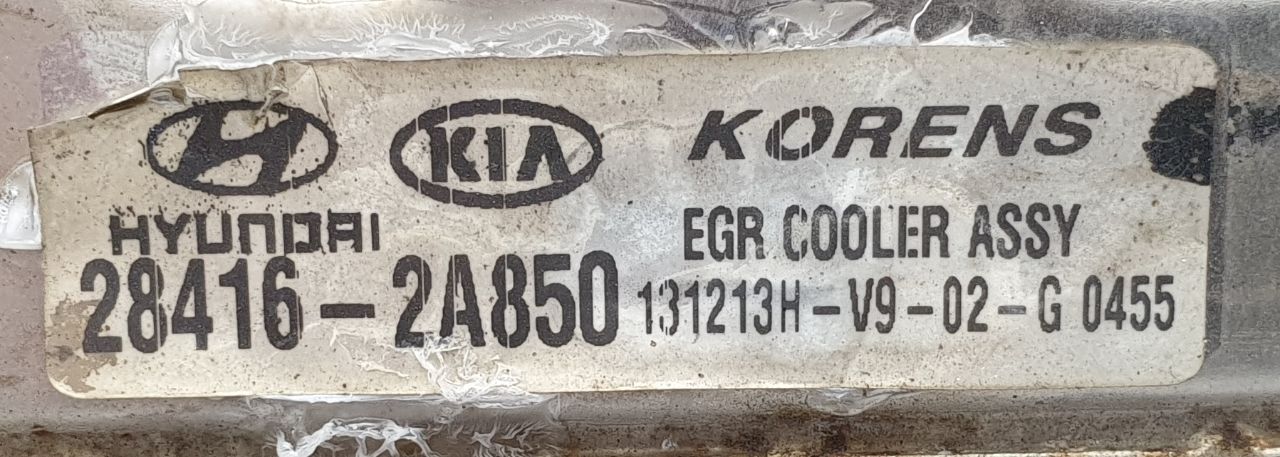 KIA KORENS
HYUNDAI EGR COOLER ASSY
28416-2A850 131213H-V9-02-G 0455